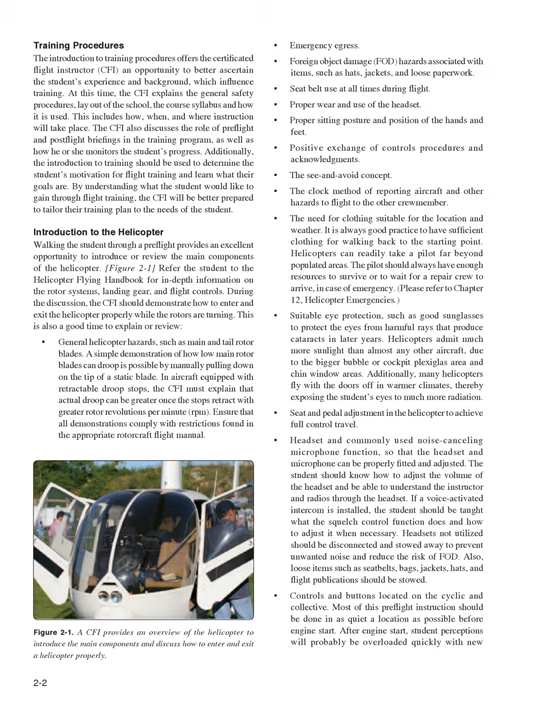 Training Procedures
The introduction to training procedures offers the certificated
flight instructor (CFI) an opportunity to better ascertain
the student's experience and background, which influence
training. At this time, the CFI explains the general safety
procedures, lay out of the school, the course syllabus and how
it is used. This includes how, when, and where instruction
will take place. The CFI also discusses the role of preflight
and postflight briefings in the training program, as well as
how he or she monitors the student's progress. Additionally,
the introduction to training should be used to determine the
student's motivation for flight training and learn what their
goals are. By understanding what the student would like to
gain through flight training, the CFI will be better prepared
to tailor their training plan to the needs of the student.
Introduction to the Helicopter
Walking the student through a preflight provides an excellent
opportunity to introduce or review the main components
of the helicopter. [Figure 2-1] Refer the student to the
Helicopter Flying Handbook for in-depth information on
the rotor systems, landing gear, and flight controls. During
the discussion, the CFI should demonstrate how to enter and
exit the helicopter properly while the rotors are turning. This
is also a good time to explain or review:
• General helicopter hazards, such as main and tail rotor
blades. A simple demonstration of how low main rotor
blades can droop is possible by manually pulling down
on the tip of a static blade. In aircraft equipped with
retractable droop stops, the CFI must explain that
actual droop can be greater once the stops retract with
greater rotor revolutions per minute (rpm). Ensure that
all demonstrations comply with restrictions found in
the appropriate rotorcraft flight manual.
Figure 2-1. A CFI provides an overview of the helicopter to
introduce the main components and discuss how to enter and exit
a helicopter properly.
• Emergency egress.
• Foreign object damage (FOD) hazards associated with
items, such as hats, jackets, and loose paperwork.
• Seat belt use at all times during flight.
• Proper wear and use of the headset.
• Proper sitting posture and position of the hands and
feet.
• Positive exchange of controls procedures and
acknowledgments.
• The see-and-avoid concept.
• The clock method of reporting aircraft and other
hazards to flight to the other crewmember.
• The need for clothing suitable for the location and
weather. It is always good practice to have sufficient
clothing for walking back to the starting point.
Helicopters can readily take a pilot far beyond
populated areas. The pilot should always have enough
resources to survive or to wait for a repair crew to
arrive, in case of emergency. (Please refer to Chapter
12, Helicopter Emergencies.)
• Suitable eye protection, such as good sunglasses
to protect the eyes from harmful rays that produce
cataracts in later years. Helicopters admit much
more sunlight than almost any other aircraft, due
to the bigger bubble or cockpit plexiglas area and
chin window areas. Additionally, many helicopters
fly with the doors off in warmer climates, thereby
exposing the student's eyes to much more radiation.
• Seat and pedal adjustment in the helicopter to achieve
full control travel.
• Headset and commonly used noise-canceling
microphone function, so that the headset and
microphone can be properly fitted and adjusted. The
student should know how to adjust the volume of
the headset and be able to understand the instructor
and radios through the headset. If a voice-activated
intercom is installed, the student should be taught
what the squelch control function does and how
to adjust it when necessary. Headsets not utilized
should be disconnected and stowed away to prevent
unwanted noise and reduce the risk of FOD. Also,
loose items such as seatbelts, bags, jackets, hats, and
flight publications should be stowed.
• Controls and buttons located on the cyclic and
collective. Most of this preflight instruction should
be done in as quiet a location as possible before
engine start. After engine start, student perceptions
will probably be overloaded quickly with new
2-2